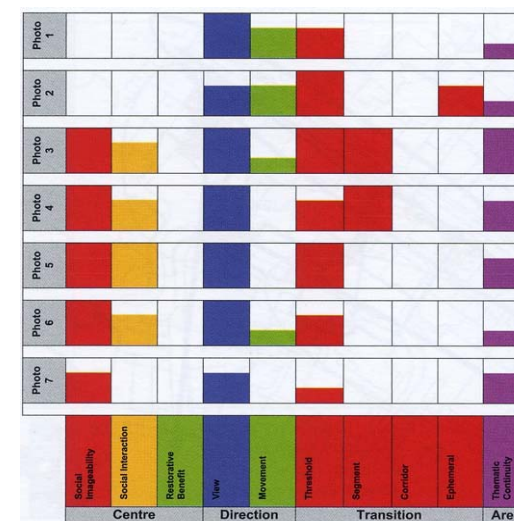 Photo
1
Photo
2
Photo
3
Photo
4
Photo
5
Photo
6
Photo
7
Social
Imageability
Social Interaction
Restorative
Benefit
View
Movement
Threshold
Segment
Corridor
Ephemeral
Thematic
Continuity
Centre
Direction
Transition
Are